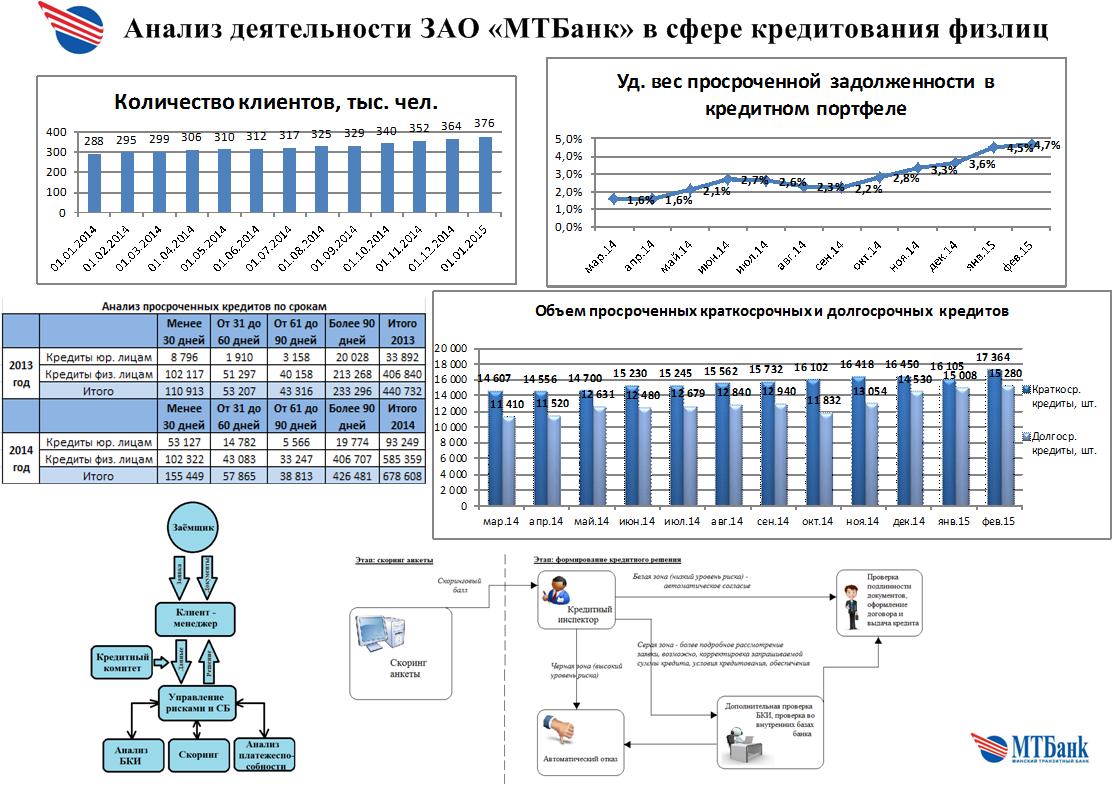 Анализ деятельности ЗАО «МТБанк» в сфере кредитования физлиц
Количество клиентов, тыс. чел.
400
300
200
100
0
288 295 299 306 310 312 317 325 329 340 352 364 376
01.01.2014 01.02.2014 01.03.2014 01.04.2014 01.05.2014 01.06.2014 01.07.2014 01.08.2014 01.09.2014 01.10.2014 01.11.2014 01.12.2014 01.01.2015
Уд. вес просроченной задолженности в
кредитном портфеле
5,0%
4,0%
3,0%
2,0%
1,0%
0,0%
1,6% 1,6% 2,1% 2,7% 2,6% 2,3% 2,2% 2,8% 3,3% 3,6% 4,5% 4,7%
мар.14 апр.14 май.14 июн.14 июл.14 авг.14 сен.14 окт.14 ноя.14 дек.14 янв.15 фев.15
Анализ просроченных кредитов по срокам
Менее От 31 до От 61 до Более 90 Итого
30 дней 60 дней 90 дней дней 2013
2013 год
Кредиты юр. лицам 8 796 1 910 3 158 20 028 33 892
Кредиты физ. лицам 102 117 51 297 40 158 213 268 406 840
Итого 110 913 53 207 43 316 233 296 440 732
Менее От 31 до От 61 до Более 90 Итого
30 дней 60 дней 90 дней дней 2014
2014 год
Кредиты юр. лицам 53 127 14 782 5 566 19 774 93 249
Кредиты физ. лицам 102 322 43 083 33 247 406 707 585 359
Итого 155 449 57 865 38 813 426 481 678 608
Объем просроченных краткосрочных и долгосрочных кредитов
20 000
18 000
16 000
14 000
12 000
10 000
8 000
6 000
4 000
2 000
0
14 607 14 556 14 700 15 230 15 245 15 562 15 732 16 102 16 418 16 450 16 105 17 364
11 410 11 520 12 631 12 480 12 679 12 840 12 940 11 832 13 054 14 530 15 008 15 280
мар.14 апр.14 май.14 июн.14 июл.14 авг.14 сен.14 окт.14 ноя.14 дек.14 янв.15 фев.15
Краткоср.
кредиты, шт.
Долгоср.
кредиты, шт.
Заёмщик
Заявка
Документы
Клиент -
менеджер
Кредитный
комитет
Данные
Решение
Управление
рисками и СБ
Анализ
БКИ
Скоринг
Анализ
платежеспо-
собности
Этап: скоринг анкеты
Скоринговый
балл
Скоринг
анкеты
Этап: формирование кредитного решения
Кредитный
инспектор
Белая зона (низкий уровень риска) -
автоматическое согласие
Проверка
подлинности
документов,
оформление
договора и
выдача кредита
Серая зона - более подробное рассмотрение
заявки, возможно, корректировка запрашиваемой
суммы кредита, условия кредитования, обеспечения
Черная зона (высокий
уровень риска)
Автоматический отказ
Дополнительная проверка
БКИ, проверка во
внутренних базах
банка
МТБанк
МИНСКИЙ ТРАНЗИТНЫЙ БАНК